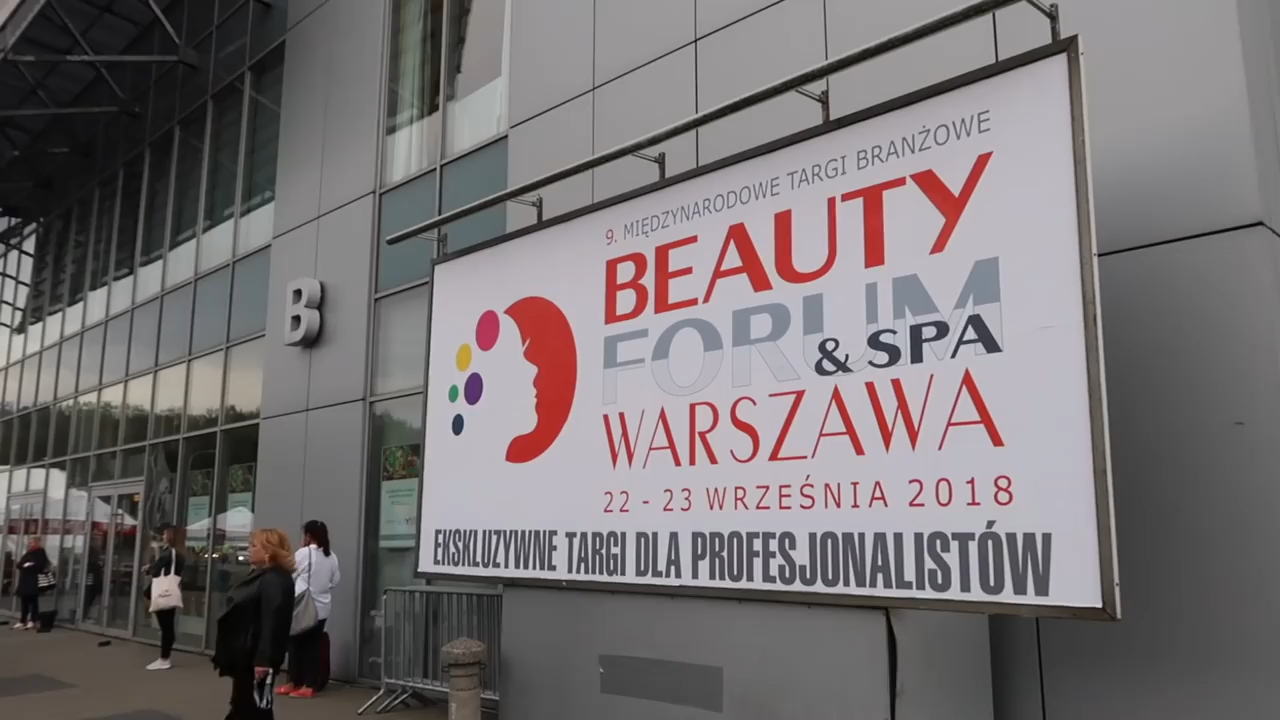 B
9. MIĘDZYNARODOWE TARGI BRANŻOWE
BEAUTY
FORUM
& SPA
WARSZAWA
22 - 23 WRZEŚNIA 2018
EKSKLUZYWNE TARGI DLA PROFESJONALISTÓW